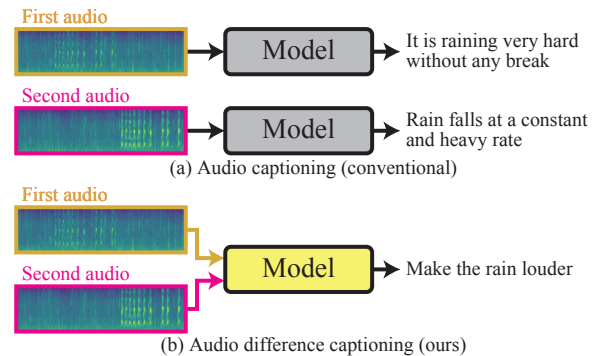 First audio
Model
It is raining very hard
without any break
Second audio
Model
Rain falls at a constant
and heavy rate
(a) Audio captioning (conventional)
First audio
Second audio
Model
Make the rain louder
(b) Audio difference captioning (ours)